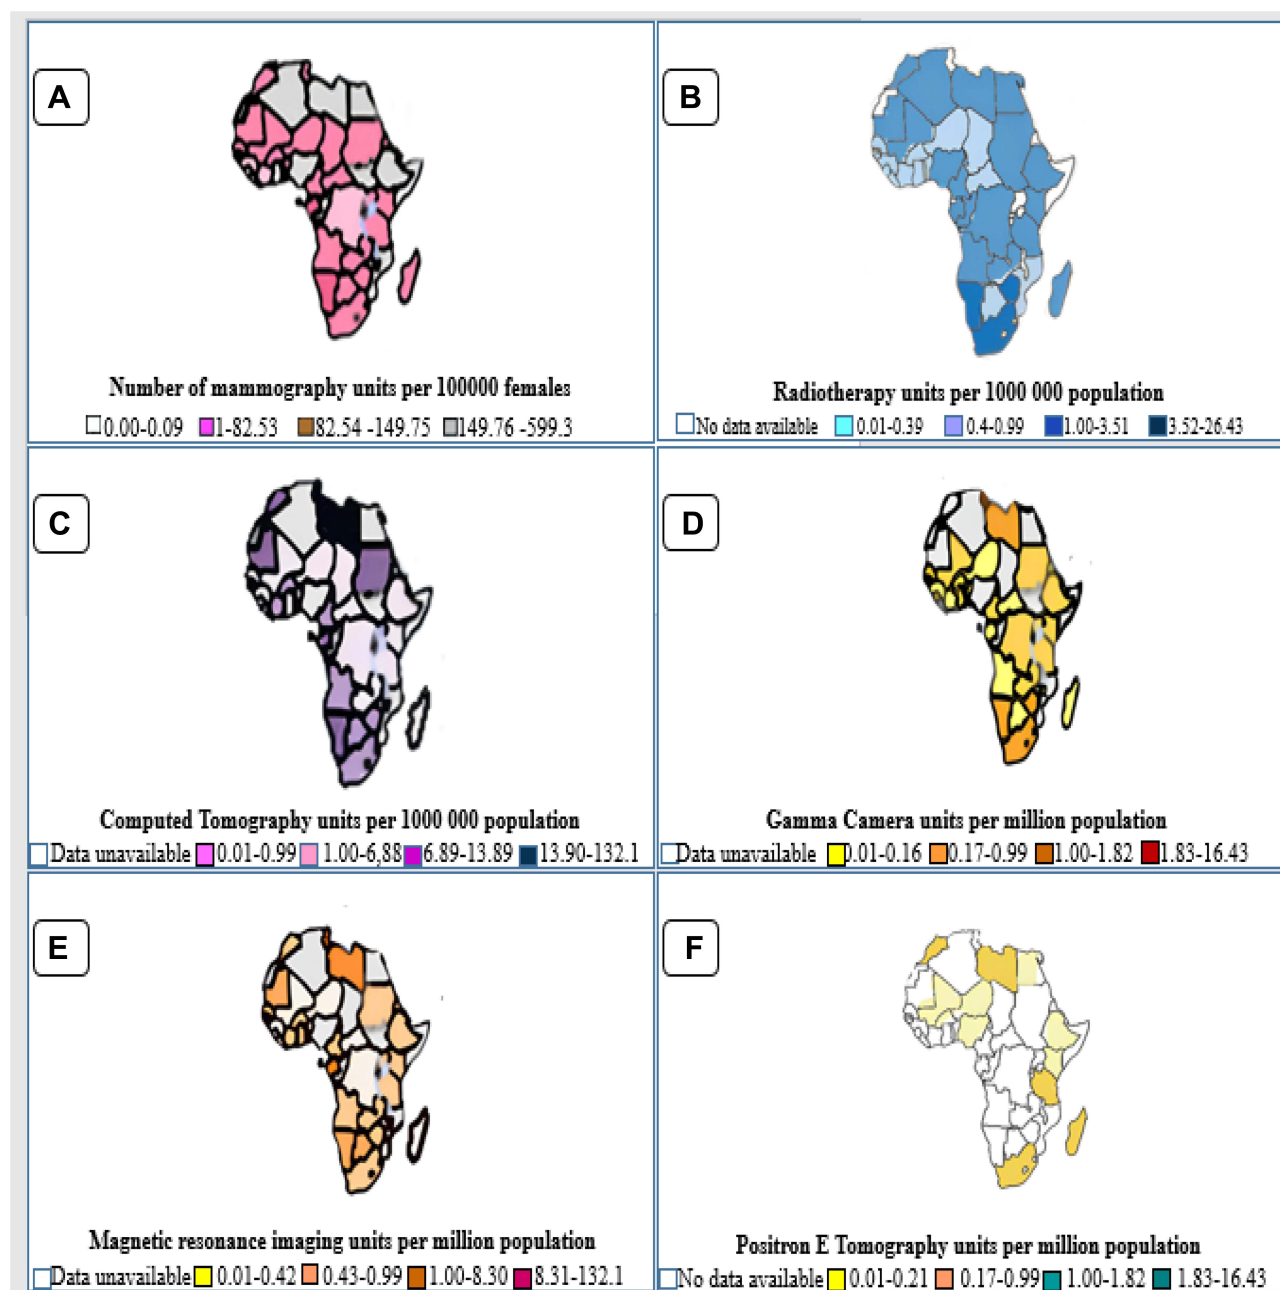 A
B
Number of mammography units per 100000 females
0.00-0.09 1-82.53 82.54 -149.75 149.76 -599.3
Radiotherapy units per 1000 000 population
No data available 0.01-0.39 0.4-0.99 1.00-3.51 3.52-26.43
C
D
Computed Tomography units per 1000 000 population
Data unavailable 0.01-0.99 1.00-6,88 6.89-13.89 13.90-132.1
Gamma Camera units per million population
Data unavailable 0.01-0.16 0.17-0.99 1.00-1.82 1.83-16.43
E
F
Magnetic resonance imaging units per million population
Data unavailable 0.01-0.42 0.43-0.99 1.00-8.30 8.31-132.1
Positron E Tomography units per million population
No data available 0.01-0.21 0.17-0.99 1.00-1.82 1.83-16.43